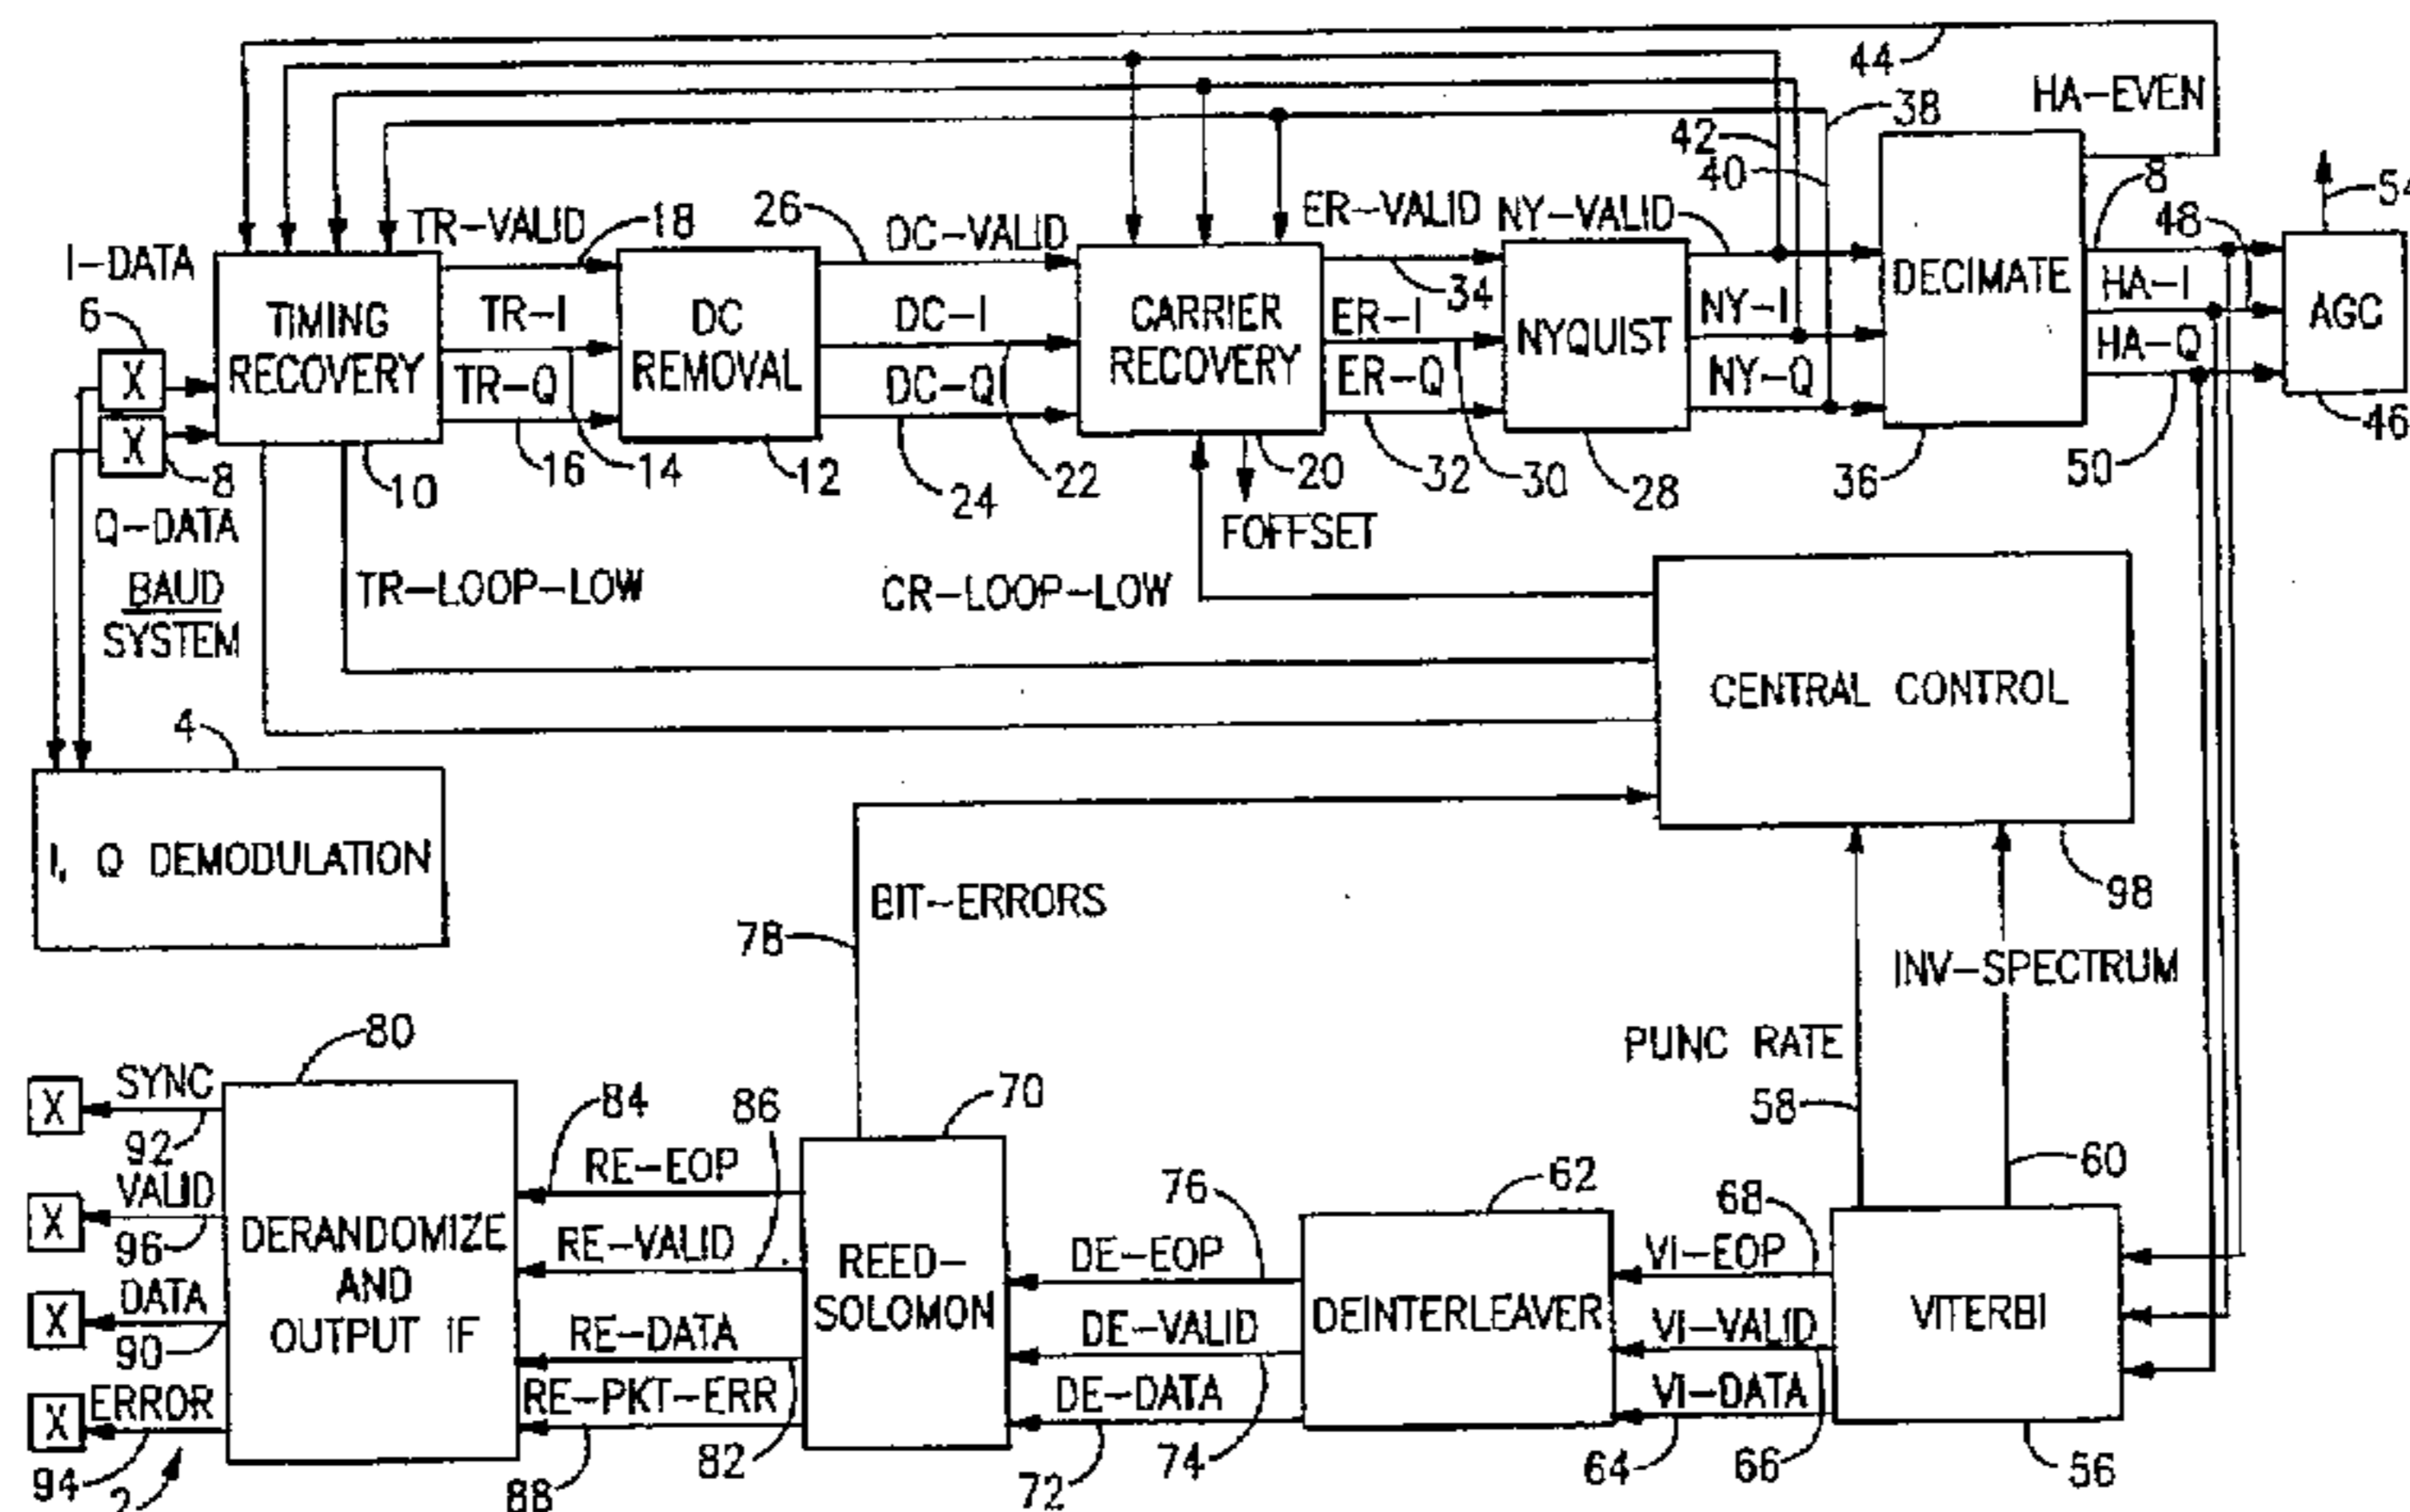 44
HA-EVEN
38
42
40
8
54
48
TR-VALID
18
26
DC-VALID
ER-VALID
NY-VALID
I-DATA
6
X
X
8
Q-DATA
TIMING
RECOVERY
10
TR-I
TR-Q
16
14
DC
REMOVAL
12
DC-I
DC-Q
24
22
CARRIER
RECOVERY
20
FOFFSET
34
ER-I
ER-Q
32
30
NYQUIST
28
NY-I
NY-Q
DECIMATE
36
HA-I
HA-Q
50
AGC
46
BAUD
SYSTEM
TR-LOOP-LOW
CR-LOOP-LOW
CENTRAL CONTROL
98
4
I, Q DEMODULATION
BIT-ERRORS
78
INV-SPECTRUM
PUNC RATE
58
60
80
SYNC
X
92
VALID
X
96
DATA
X
90
ERROR
X
94
2
DERANDOMIZE
AND
OUTPUT IF
84
86
RE-EOP
RE-VALID
RE-DATA
RE-PKT-ERR
88
82
70
REED-
SOLOMON
76
DE-EOP
DE-VALID
DE-DATA
72
74
62
DEINTERLEAVER
68
VI-EOP
VI-VALID
VI-DATA
64
66
VITERBI
56